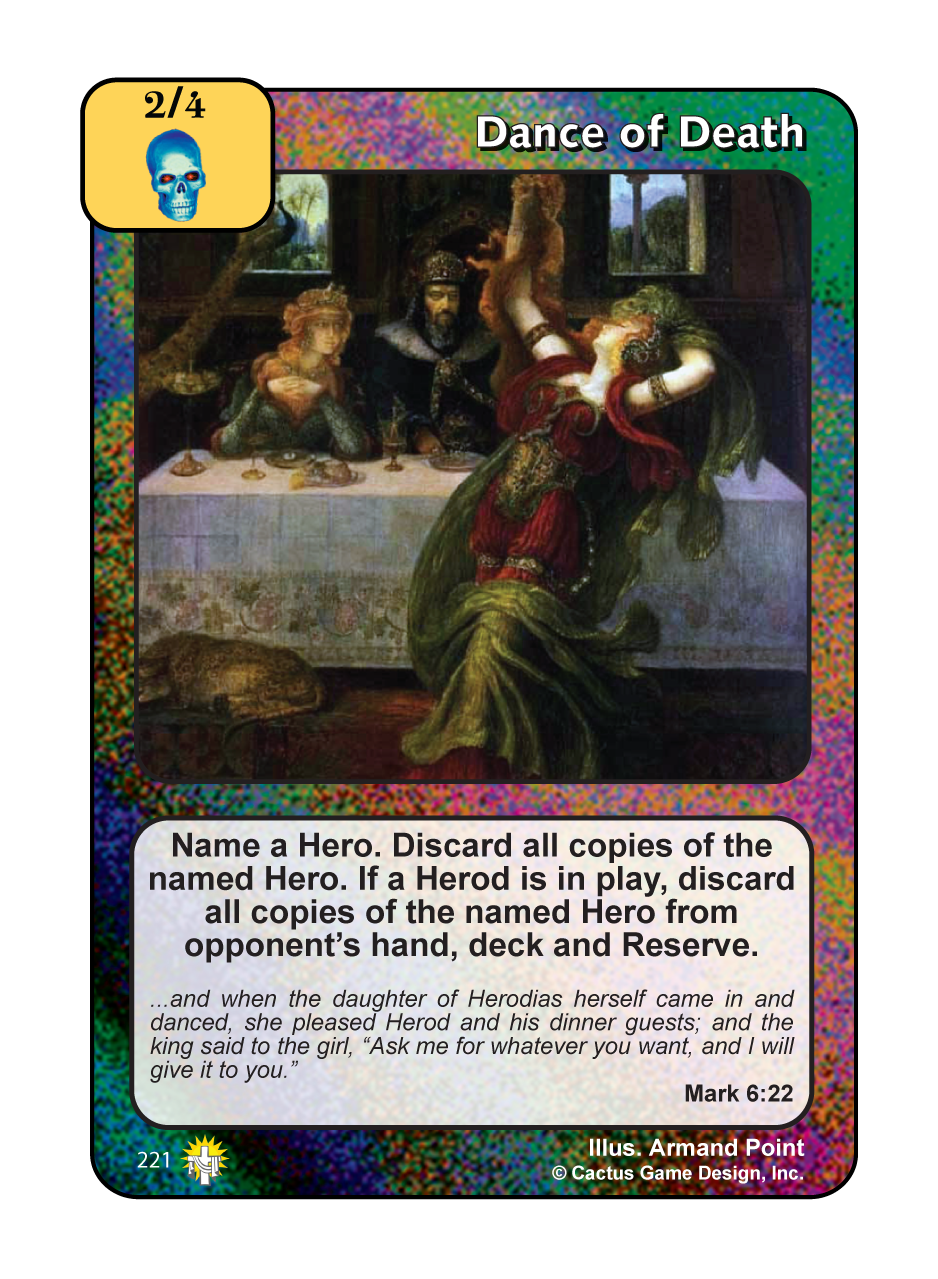 2/4
Dance of Death
Name a Hero. Discard all copies of the
named Hero. If a Herod is in play, discard
all copies of the named Hero from
opponent’s hand, deck and Reserve.
...and when the daughter of Herodias herself came in and
danced, she pleased Herod and his dinner guests; and the
king said to the girl, “Ask me for whatever you want, and I will
give it to you.”
Mark 6:22
221
Illus. Armand Point
© Cactus Game Design, Inc.